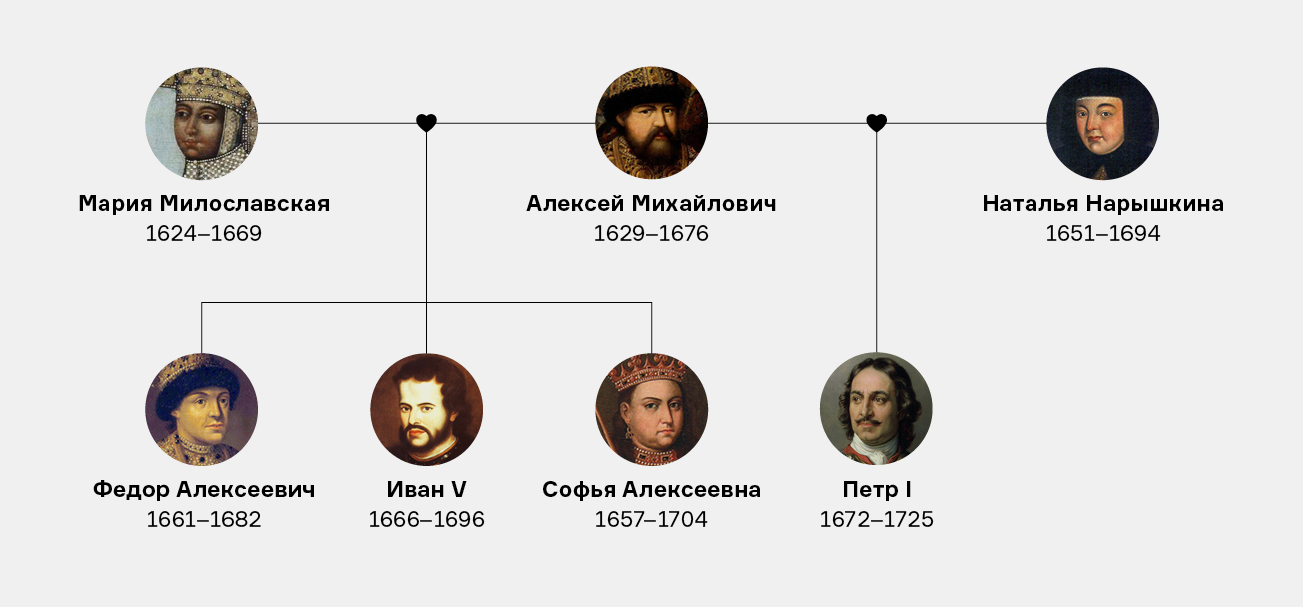 Мария Милославская
1624–1669
Алексей Михайлович
1629–1676
Наталья Нарышкина
1651–1694
Федор Алексеевич
1661–1682
Иван V
1666–1696
Софья Алексеевна
1657–1704
Петр I
1672–1725